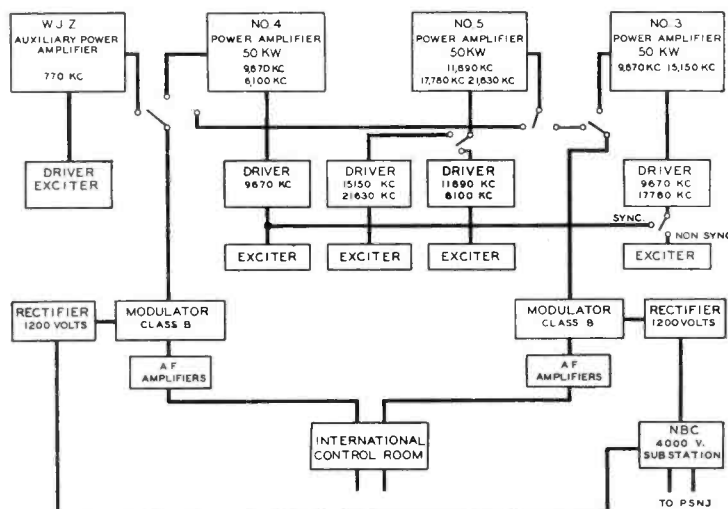 W J Z
AUXILIARY POWER
AMPLIFIER
770 KC
NO. 4
POWER AMPLIFIER
50 KW
9,670 KC
6,100 KC
NO. 5
POWER AMPLIFIER
50 KW
11,890 KC
17,780 KC 21,630 KC
NO. 3
POWER AMPLIFIER
50 KW
9,670 KC 15,150 KC
DRIVER
EXCITER
DRIVER
9670 KC
DRIVER
15150 KC
21630 KC
DRIVER
11890 KC
6100 KC
DRIVER
9670 KC
17780 KC
SYNC.
NON SYNC
EXCITER
EXCITER
EXCITER
EXCITER
RECTIFIER
1200 VOLTS
MODULATOR
CLASS B
MODULATOR
CLASS B
RECTIFIER
1200 VOLTS
A F
AMPLIFIERS
A F
AMPLIFIERS
INTERNATIONAL
CONTROL ROOM
NBC
4000 V.
SUBSTATION
TO PSNJ